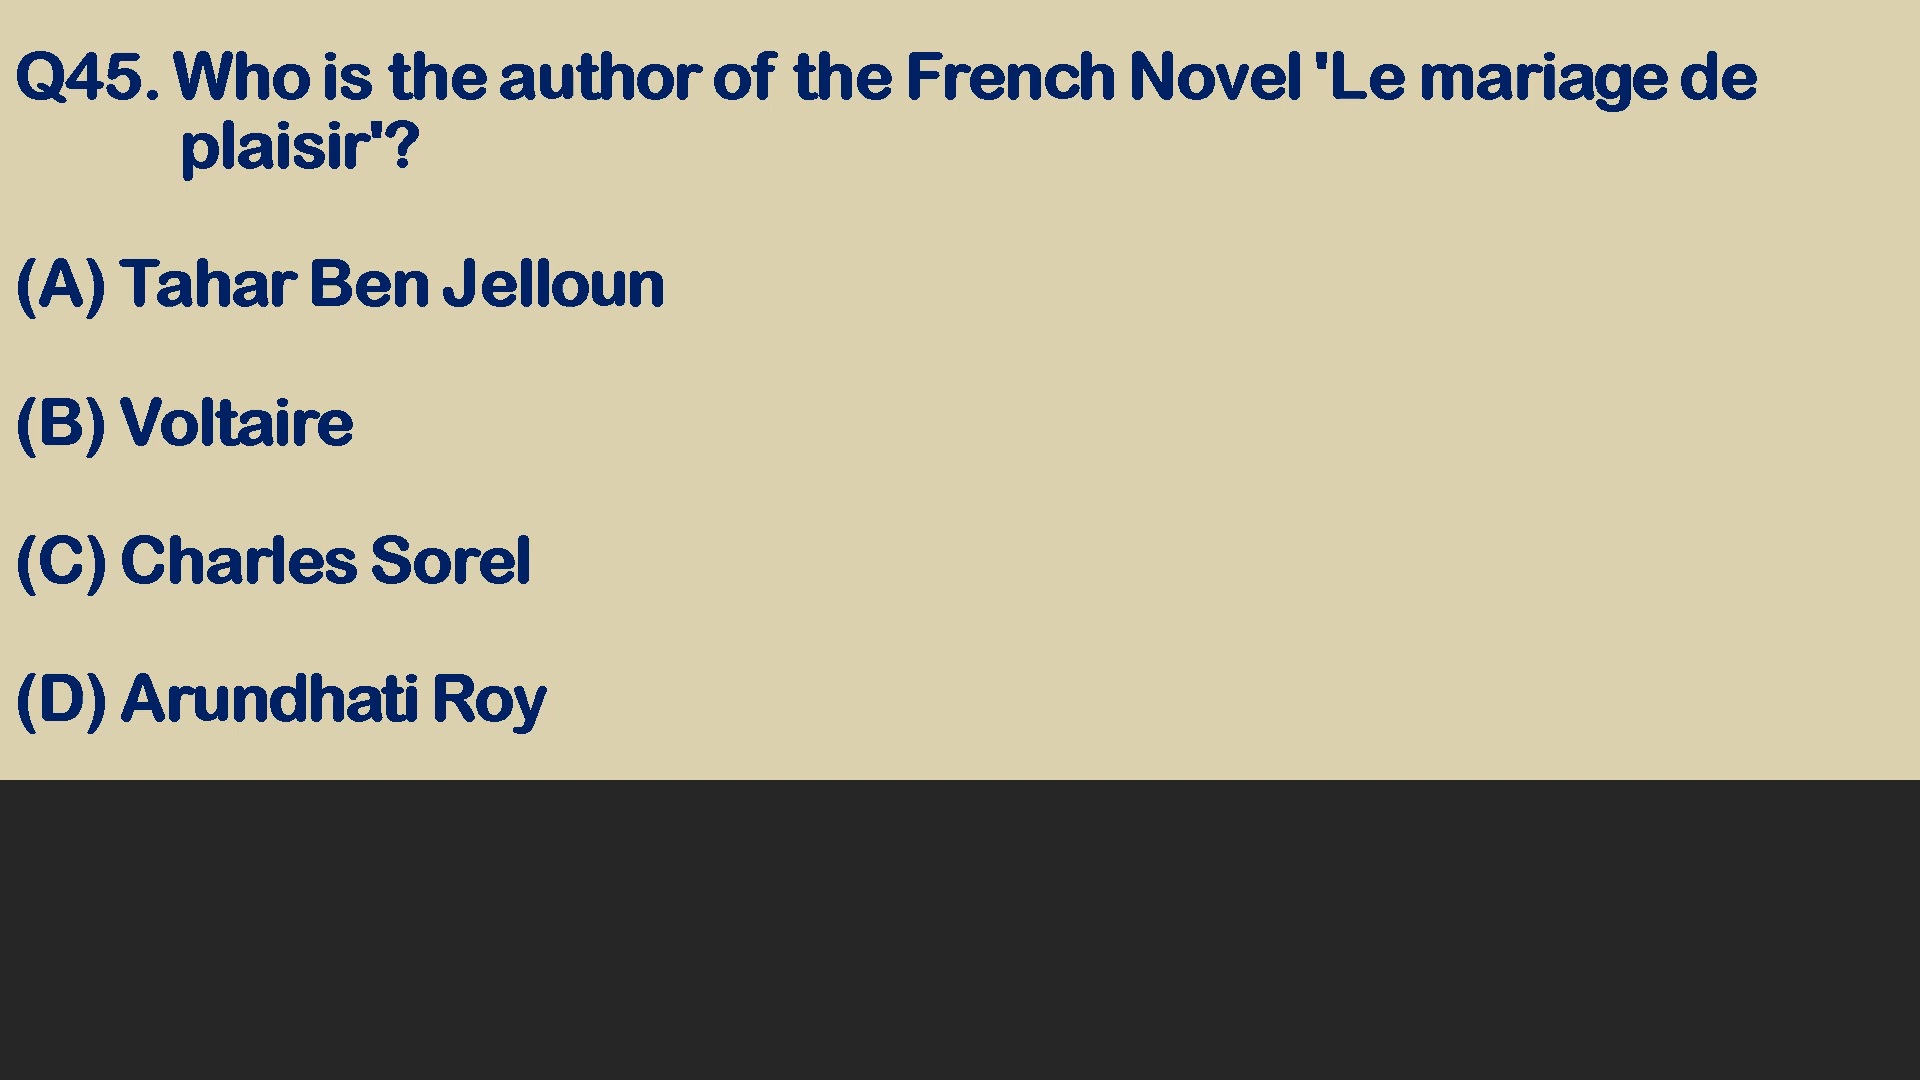 Q45. Who is the author of the French Novel 'Le mariage de
plaisir'?
(A) Tahar Ben Jelloun
(B) Voltaire
(C) Charles Sorel
(D) Arundhati Roy